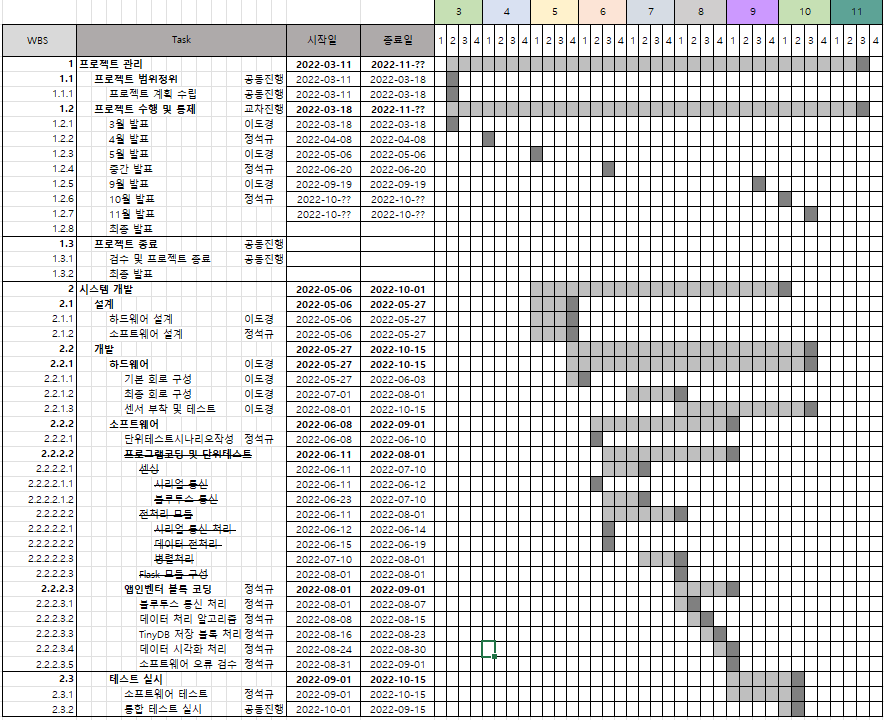 3 4 5 6 7 8 9 10 11
WBS Task 시작일 종료일 1 2 3 4 1 2 3 4 1 2 3 4 1 2 3 4 1 2 3 4 1 2 3 4 1 2 3 4 1 2 3 4 1 2 3 4
1 프로젝트 관리 2022-03-11 2022-11-??
1.1 프로젝트 범위정위 공동진행 2022-03-11 2022-03-18
1.1.1 프로젝트 계획 수립 공동진행 2022-03-11 2022-03-18
1.2 프로젝트 수행 및 통제 교차진행 2022-03-18 2022-11-??
1.2.1 3월 발표 이도경 2022-03-18 2022-03-18
1.2.2 4월 발표 정석규 2022-04-08 2022-04-08
1.2.3 5월 발표 이도경 2022-05-06 2022-05-06
1.2.4 중간 발표 정석규 2022-06-20 2022-06-20
1.2.5 9월 발표 이도경 2022-09-19 2022-09-19
1.2.6 10월 발표 정석규 2022-10-?? 2022-10-??
1.2.7 11월 발표 2022-10-?? 2022-10-??
1.2.8 최종 발표
1.3 프로젝트 종료 공동진행
1.3.1 검수 및 프로젝트 종료 공동진행
1.3.2 최종 발표
2 시스템 개발 2022-05-06 2022-10-01
2.1 설계 2022-05-06 2022-05-27
2.1.1 하드웨어 설계 이도경 2022-05-06 2022-05-27
2.1.2 소프트웨어 설계 정석규 2022-05-06 2022-05-27
2.2 개발 2022-05-27 2022-10-15
2.2.1 하드웨어 이도경 2022-05-27 2022-10-15
2.2.1.1 기본 회로 구성 이도경 2022-05-27 2022-06-03
2.2.1.2 최종 회로 구성 이도경 2022-07-01 2022-08-01
2.2.1.3 센서 부착 및 테스트 이도경 2022-08-01 2022-10-15
2.2.2 소프트웨어 2022-06-08 2022-09-01
2.2.2.1 단위테스트시나리오작성 정석규 2022-06-08 2022-06-10
2.2.2.2 프로그램코딩 및 단위테스트 2022-06-11 2022-08-01
2.2.2.2.1 센싱 2022-06-11 2022-07-10
2.2.2.2.1.1 시리얼 통신 2022-06-11 2022-06-12
2.2.2.2.1.2 블루투스 통신 2022-06-23 2022-07-10
2.2.2.2.2 전처리 모듈 2022-06-11 2022-08-01
2.2.2.2.2.1 시리얼 통신 처리 2022-06-12 2022-06-14
2.2.2.2.2.2 데이터 전처리 2022-06-15 2022-06-19
2.2.2.2.2.3 병렬처리 2022-07-10 2022-08-01
2.2.2.2.3 Flask 모듈 구성 2022-08-01 2022-08-01
2.2.2.3 앱인벤터 블록 코딩 정석규 2022-08-01 2022-09-01
2.2.2.3.1 블루투스 통신 처리 정석규 2022-08-01 2022-08-07
2.2.2.3.2 데이터 처리 알고리즘 정석규 2022-08-08 2022-08-15
2.2.2.3.3 TinyDB 저장 블록 처리 정석규 2022-08-16 2022-08-23
2.2.2.3.4 데이터 시각화 처리 정석규 2022-08-24 2022-08-30
2.2.2.3.5 소프트웨어 오류 검수 정석규 2022-08-31 2022-09-01
2.3 테스트 실시 2022-09-01 2022-10-15
2.3.1 소프트웨어 테스트 정석규 2022-09-01 2022-10-15
2.3.2 통합 테스트 실시 공동진행 2022-10-01 2022-09-15